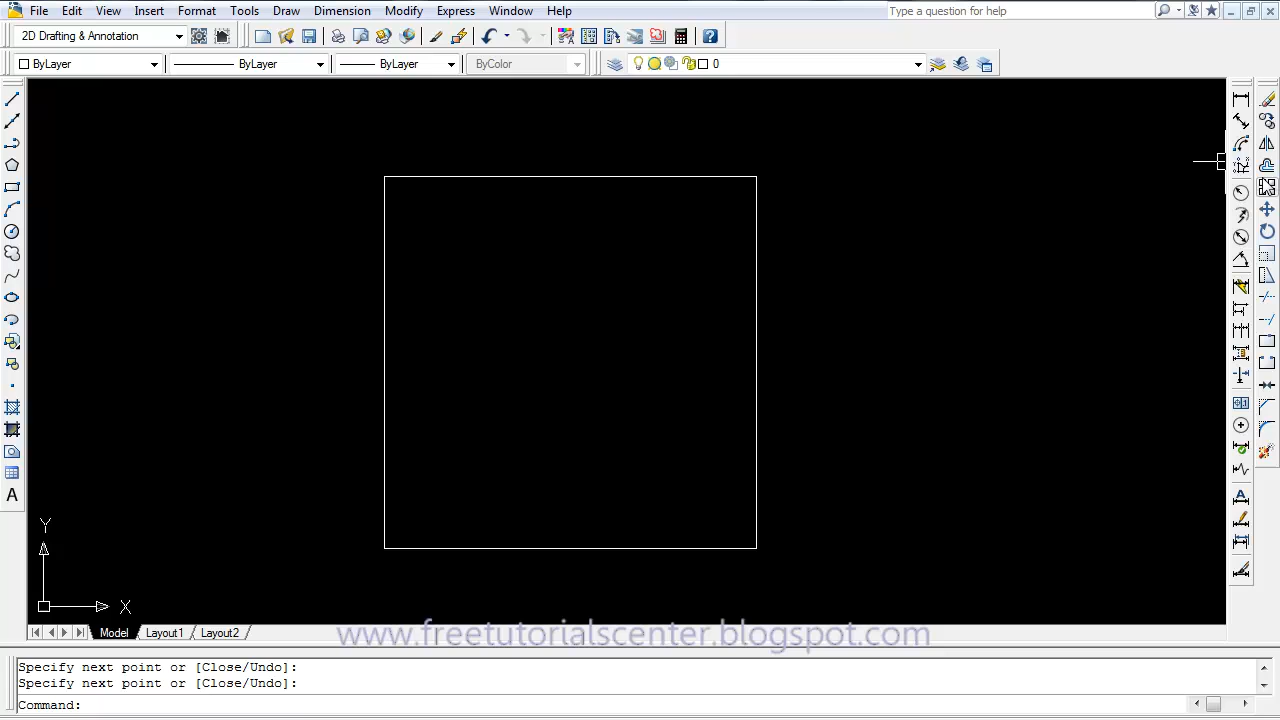 File Edit View Insert Format Tools Draw Dimension Modify Express Window Help Type a question for help
2D Drafting & Annotation
ByLayer ByLayer ByLayer ByColor 0
A
Y
X
Model Layout1 Layout2
www.freetutorialscenter.blogspot.com
Specify next point or [Close/Undo]:
Specify next point or [Close/Undo]:
Command: